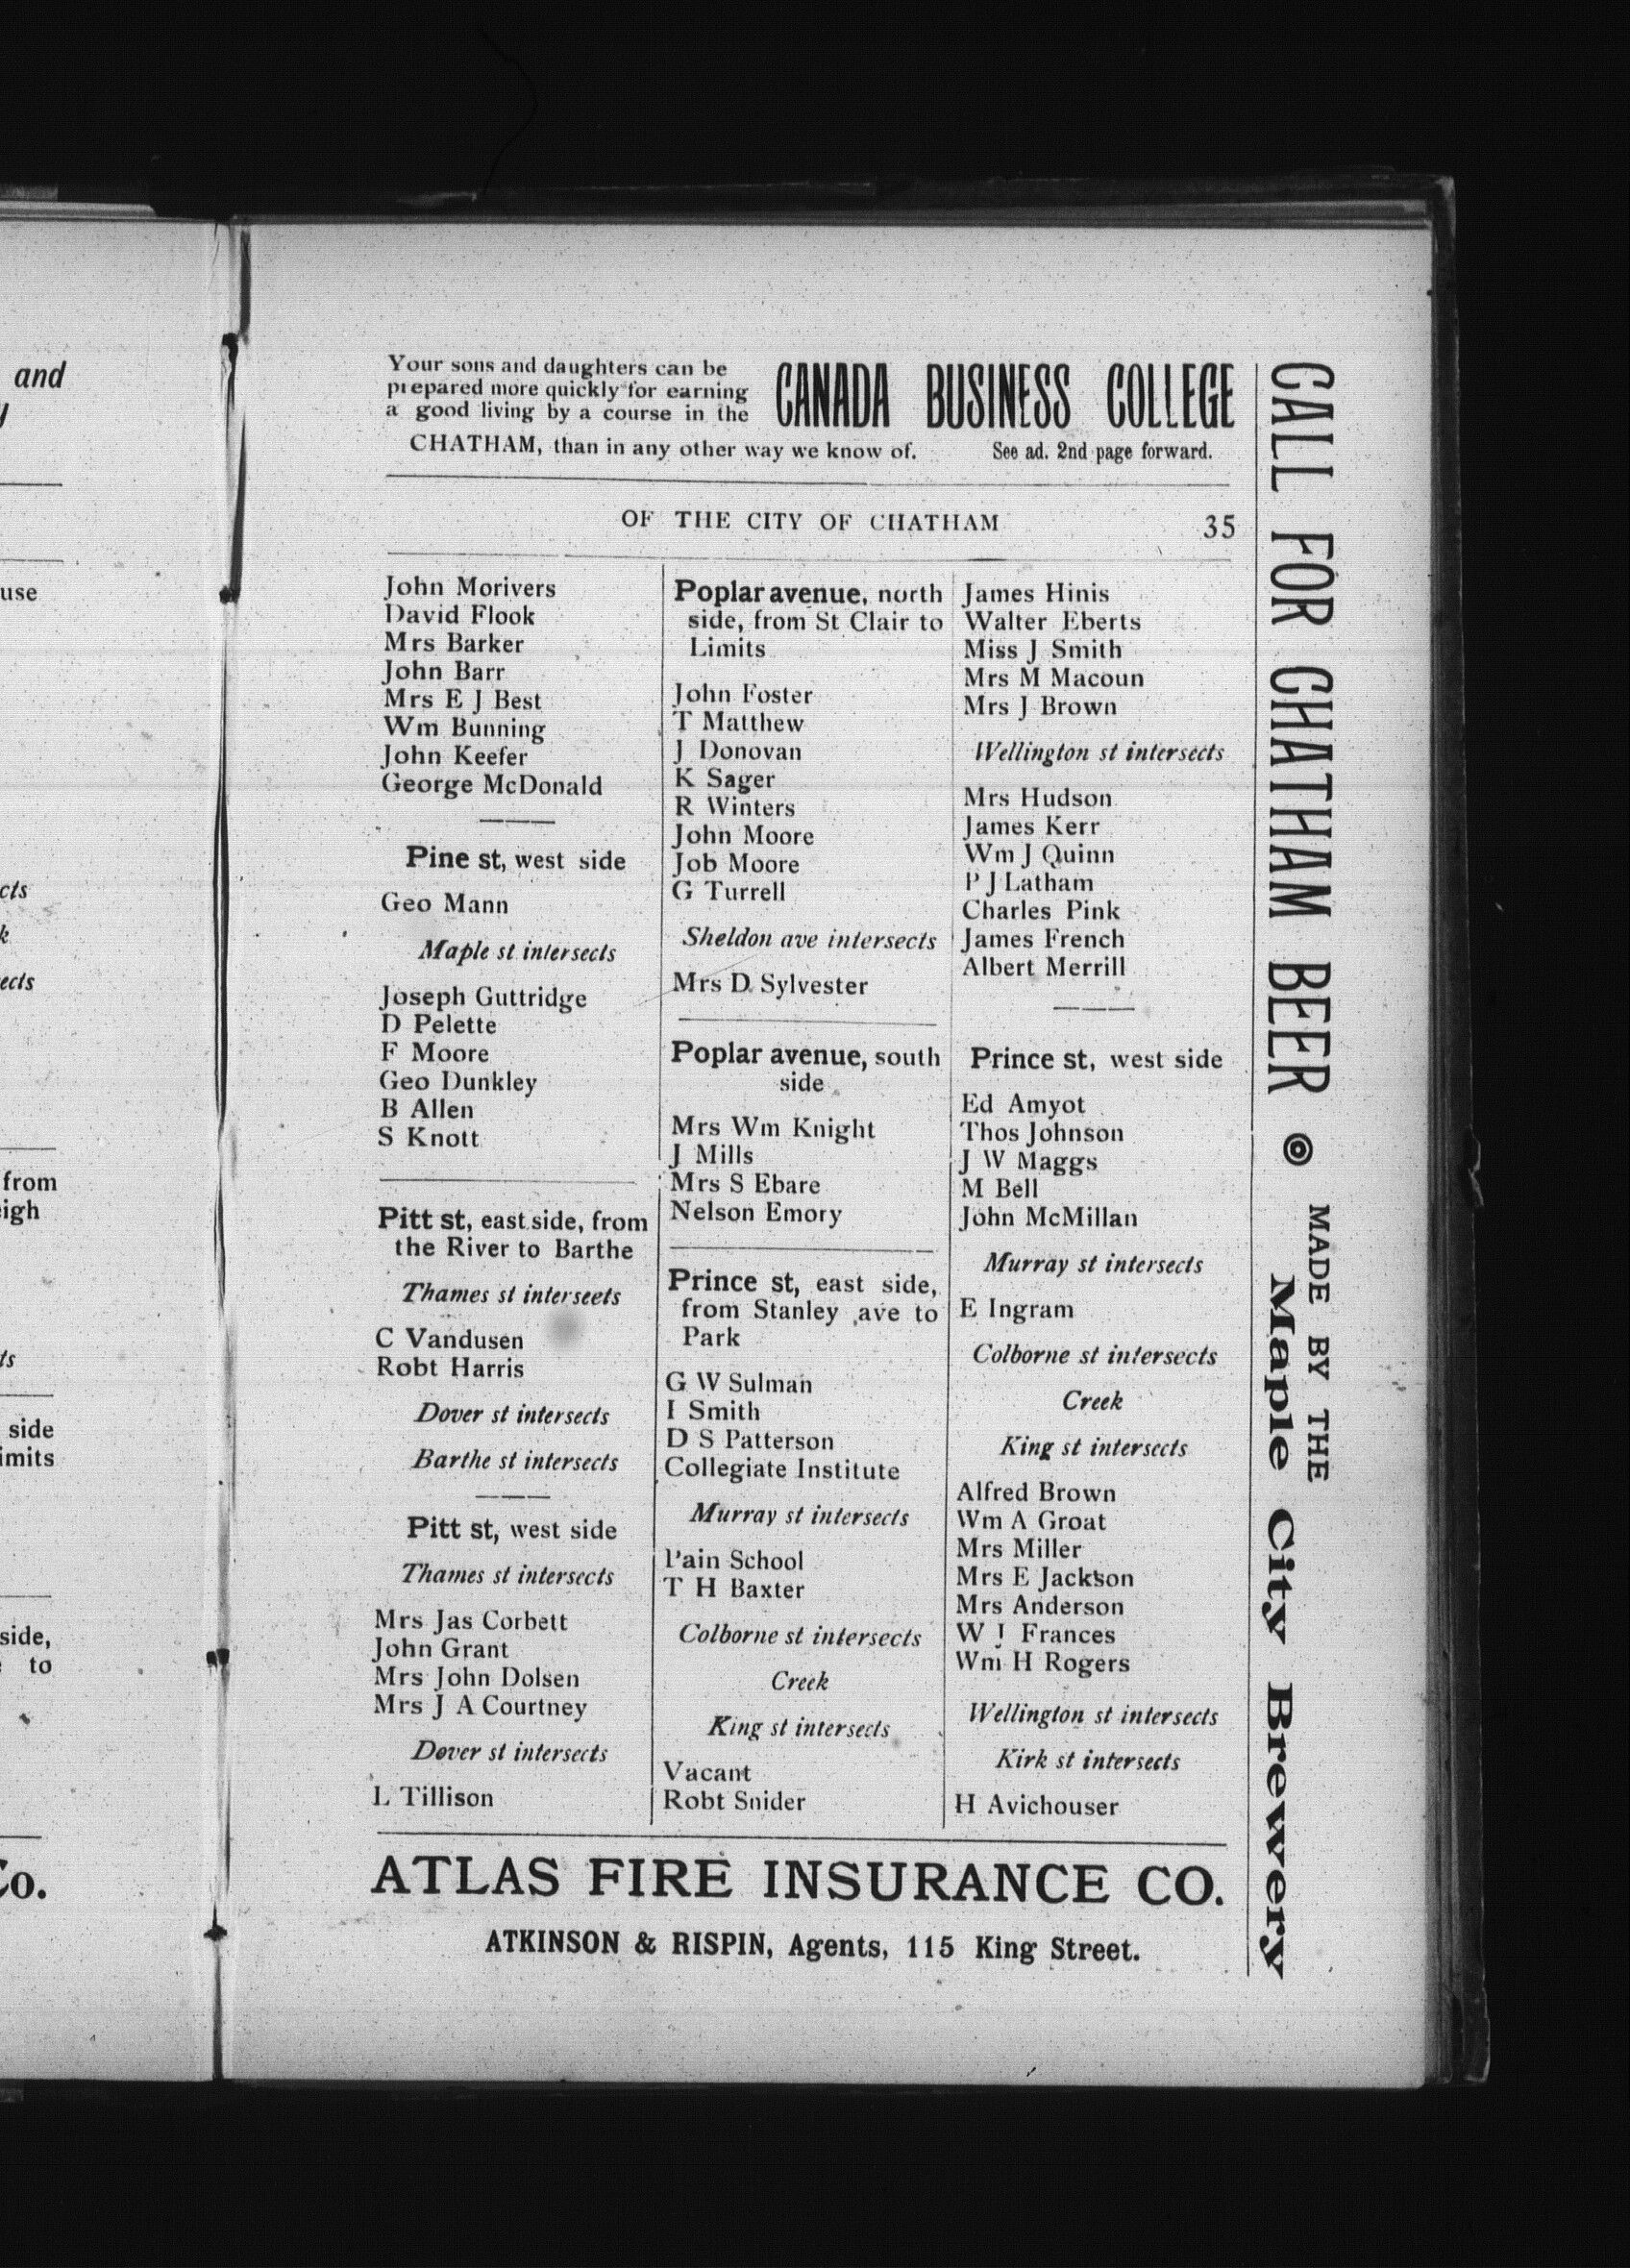 and
use
cts
k
ects
from
eigh
ts
side
imits
side,
to
Co.
Your sons and daughters can be
prepared more quickly for earning
a good living by a course in the
CANADA BUSINESS COLLEGE
CHATHAM, than in any other way we know of. See ad. 2nd page forward.
OF THE CITY OF CHATHAM 35
John Morivers
David Flook
Mrs Barker
John Barr
Mrs E J Best
Wm Bunning
John Keefer
George McDonald
Pine st, west side
Geo Mann
Maple st intersects
Joseph Guttridge
D Pelette
F Moore
Geo Dunkley
B Allen
S Knott
Pitt st, east side, from
the River to Barthe
Thames st interseets
C Vandusen
Robt Harris
Dover st intersects
Barthe st intersects
Pitt st, west side
Thames st intersects
Mrs Jas Corbett
John Grant
Mrs John Dolsen
Mrs J A Courtney
Dover st intersects
L Tillison
Poplar avenue, north
side, from St Clair to
Limits
John Foster
T Matthew
J Donovan
K Sager
R Winters
John Moore
Job Moore
G Turrell
Sheldon ave intersects
Mrs D Sylvester
Poplar avenue, south
side
Mrs Wm Knight
J Mills
Mrs S Ebare
Nelson Emory
Prince st, east side,
from Stanley ave to
Park
G W Sulman
I Smith
D S Patterson
Collegiate Institute
Murray st intersects
Pain School
T H Baxter
Colborne st intersects
Creek
King st intersects
Vacant
Robt Snider
James Hinis
Walter Eberts
Miss J Smith
Mrs M Macoun
Mrs J Brown
Wellington st intersects
Mrs Hudson
James Kerr
Wm J Quinn
P J Latham
Charles Pink
James French
Albert Merrill
Prince st, west side
Ed Amyot
Thos Johnson
J W Maggs
M Bell
John McMillan
Murray st intersects
E Ingram
Colborne st intersects
Creek
King st intersects
Alfred Brown
Wm A Groat
Mrs Miller
Mrs E Jackson
Mrs Anderson
W J Frances
Wm H Rogers
Wellington st intersects
Kirk st intersects
H Avichouser
ATLAS FIRE INSURANCE CO.
ATKINSON & RISPIN, Agents, 115 King Street.
CALL FOR CHATHAM BEER
MADE BY THE
Maple City Brewery